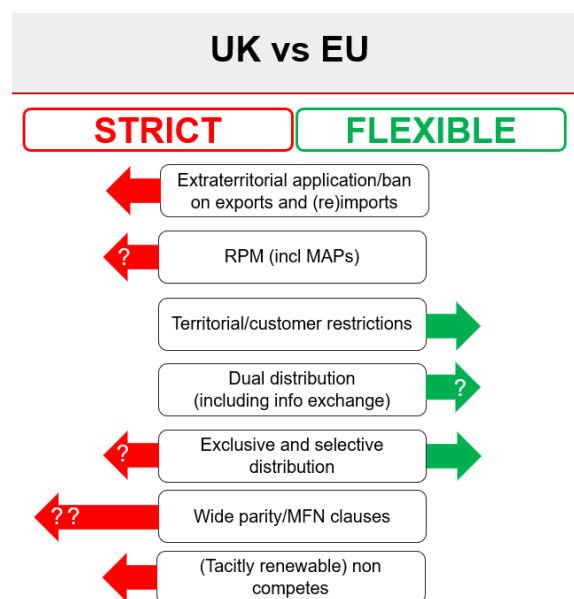 UK vs EU
STRICT
FLEXIBLE
Extraterritorial application/ban
on exports and (re)imports
?
RPM (incl MAPs)
Territorial/customer restrictions
Dual distribution
(including info exchange)
?
?
Exclusive and selective
distribution
? ?
Wide parity/MFN clauses
(Tacitly renewable) non
competes